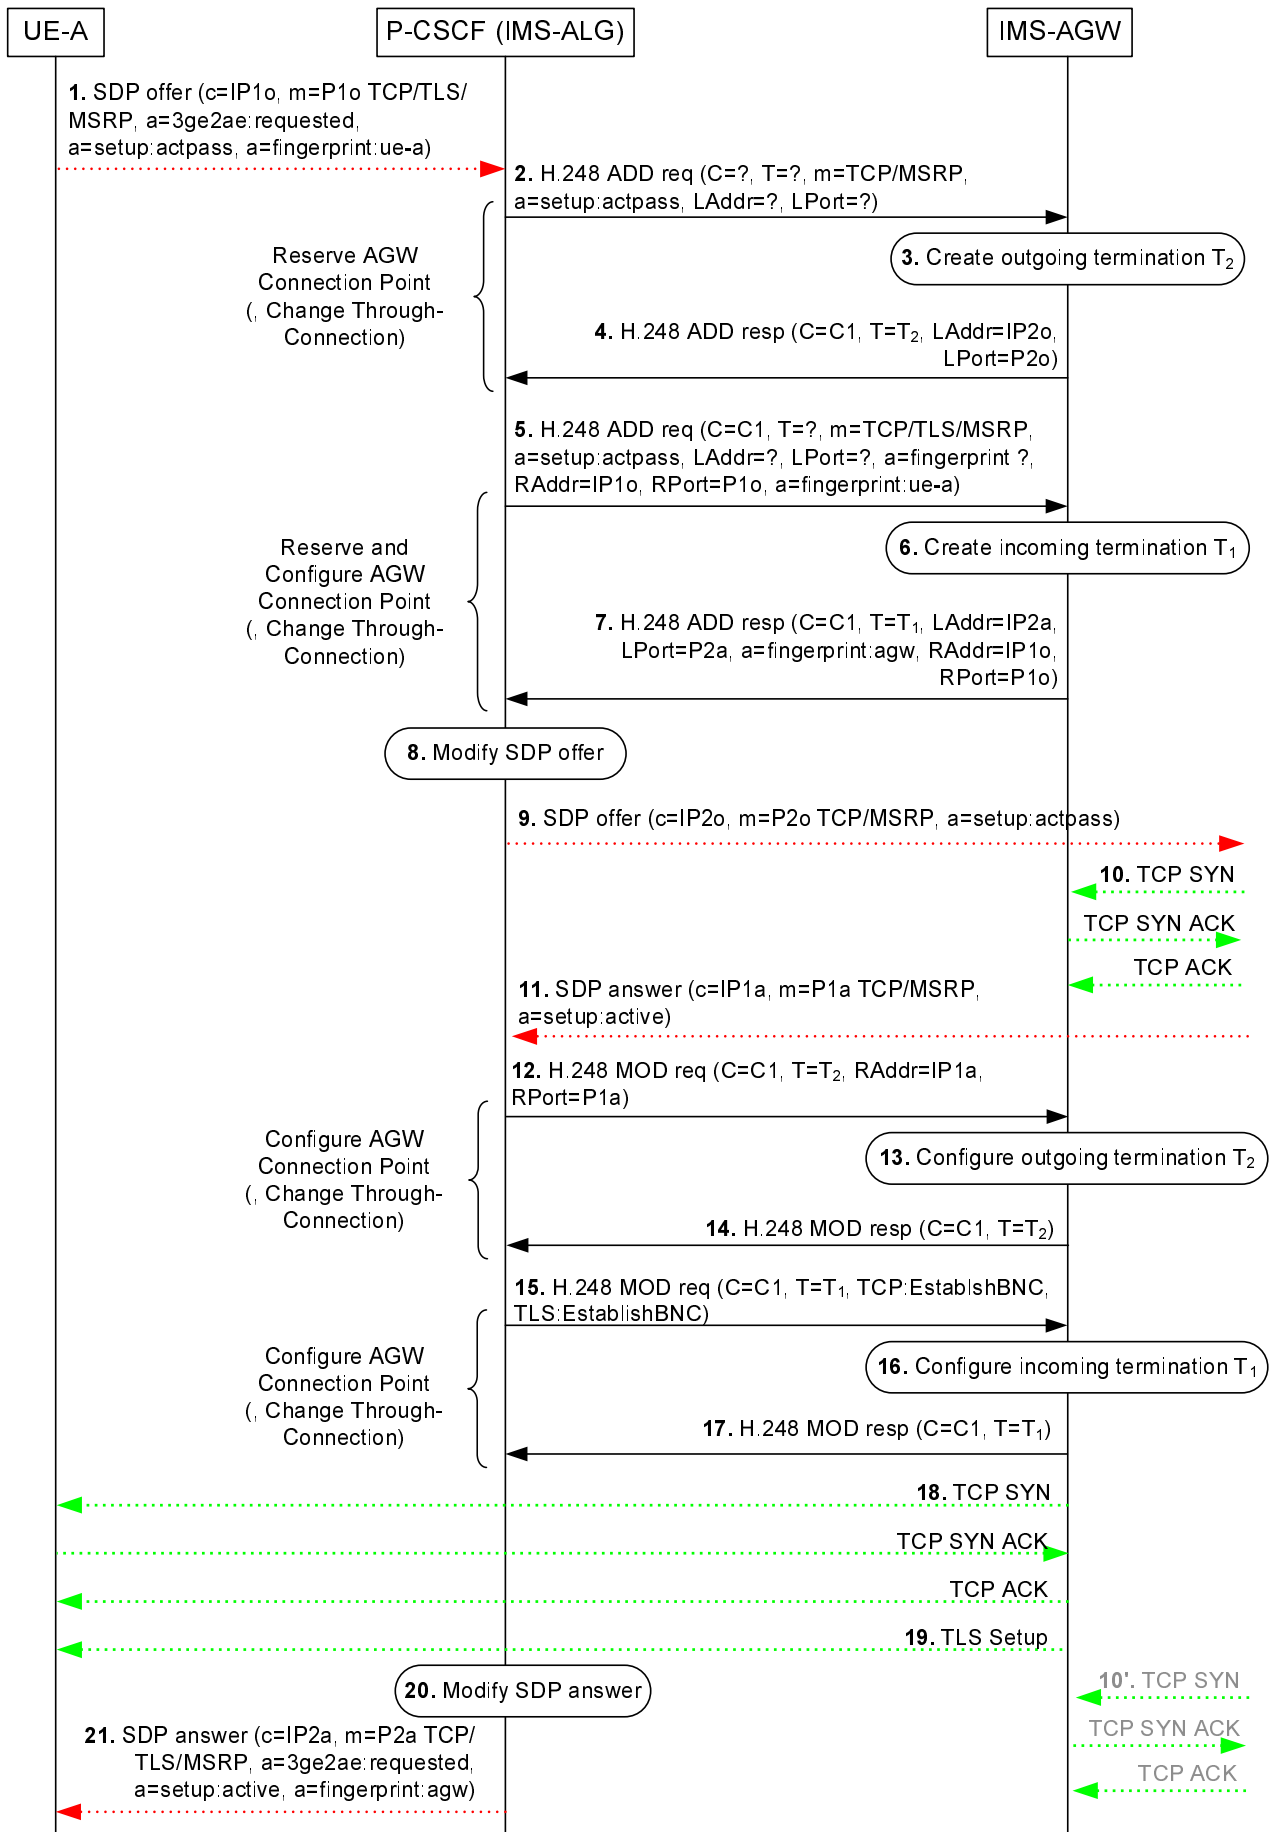 UE-A
P-CSCF (IMS-ALG)
IMS-AGW
1. SDP offer (c=IP1o, m=P1o TCP/TLS/
MSRP, a=3ge2ae:requested,
a=setup:actpass, a=fingerprint:ue-a)
2. H.248 ADD req (C=?, T=?, m=TCP/MSRP,
a=setup:actpass, LAddr=?, LPort=?)
Reserve AGW
Connection Point
(, Change Through-
Connection)
3. Create outgoing termination T2
4. H.248 ADD resp (C=C1, T=T2, LAddr=IP2o,
LPort=P2o)
5. H.248 ADD req (C=C1, T=?, m=TCP/TLS/MSRP,
a=setup:actpass, LAddr=?, LPort=?, a=fingerprint ?,
RAddr=IP1o, RPort=P1o, a=fingerprint:ue-a)
Reserve and
Configure AGW
Connection Point
(, Change Through-
Connection)
6. Create incoming termination T1
7. H.248 ADD resp (C=C1, T=T1, LAddr=IP2a,
LPort=P2a, a=fingerprint:agw, RAddr=IP1o,
RPort=P1o)
8. Modify SDP offer
9. SDP offer (c=IP2o, m=P2o TCP/MSRP, a=setup:actpass)
10. TCP SYN
TCP SYN ACK
TCP ACK
11. SDP answer (c=IP1a, m=P1a TCP/MSRP,
a=setup:active)
12. H.248 MOD req (C=C1, T=T2, RAddr=IP1a,
RPort=P1a)
Configure AGW
Connection Point
(, Change Through-
Connection)
13. Configure outgoing termination T2
14. H.248 MOD resp (C=C1, T=T2)
15. H.248 MOD req (C=C1, T=T1, TCP:EstablshBNC,
TLS:EstablishBNC)
Configure AGW
Connection Point
(, Change Through-
Connection)
16. Configure incoming termination T1
17. H.248 MOD resp (C=C1, T=T1)
18. TCP SYN
TCP SYN ACK
TCP ACK
19. TLS Setup
20. Modify SDP answer
10'. TCP SYN
TCP SYN ACK
TCP ACK
21. SDP answer (c=IP2a, m=P2a TCP/
TLS/MSRP, a=3ge2ae:requested,
a=setup:active, a=fingerprint:agw)